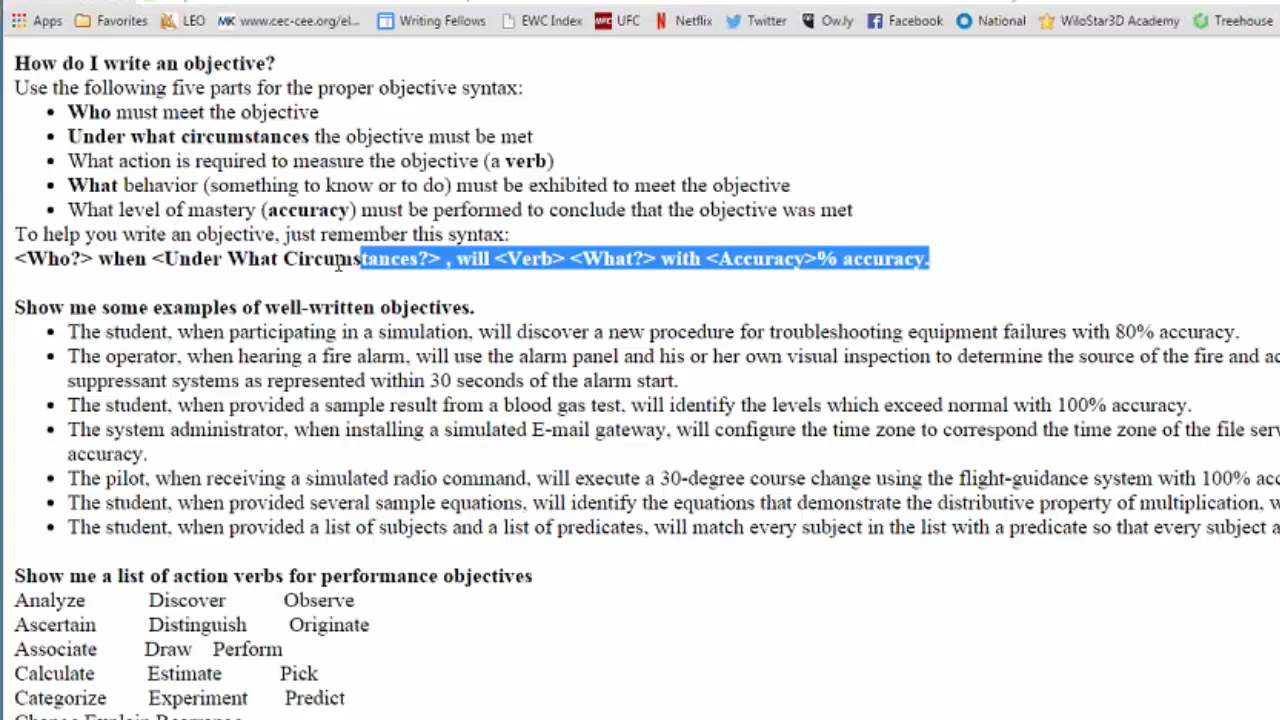 Apps Favorites LEO www.cec-cee.org/el... Writing Fellows EWC Index UFC Netflix Twitter Ow.ly Facebook National WiloStar3D Academy Treehouse
How do I write an objective?
Use the following five parts for the proper objective syntax:
• Who must meet the objective
• Under what circumstances the objective must be met
• What action is required to measure the objective (a verb)
• What behavior (something to know or to do) must be exhibited to meet the objective
• What level of mastery (accuracy) must be performed to conclude that the objective was met
To help you write an objective, just remember this syntax:
<Who?> when <Under What Circumstances?> , will <Verb> <What?> with <Accuracy>% accuracy.
Show me some examples of well-written objectives.
• The student, when participating in a simulation, will discover a new procedure for troubleshooting equipment failures with 80% accuracy.
• The operator, when hearing a fire alarm, will use the alarm panel and his or her own visual inspection to determine the source of the fire and ac
suppressant systems as represented within 30 seconds of the alarm start.
• The student, when provided a sample result from a blood gas test, will identify the levels which exceed normal with 100% accuracy.
• The system administrator, when installing a simulated E-mail gateway, will configure the time zone to correspond the time zone of the file serv
accuracy.
• The pilot, when receiving a simulated radio command, will execute a 30-degree course change using the flight-guidance system with 100% acc
• The student, when provided several sample equations, will identify the equations that demonstrate the distributive property of multiplication, w
• The student, when provided a list of subjects and a list of predicates, will match every subject in the list with a predicate so that every subject a
Show me a list of action verbs for performance objectives
Analyze Discover Observe
Ascertain Distinguish Originate
Associate Draw Perform
Calculate Estimate Pick
Categorize Experiment Predict
Change Explain Rearrange